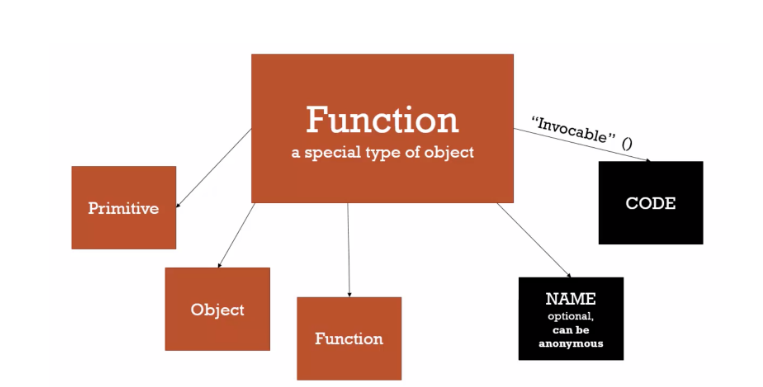 Function
a special type of object
“Invocable” ()
Primitive
CODE
Object
Function
NAME
optional,
can be
anonymous